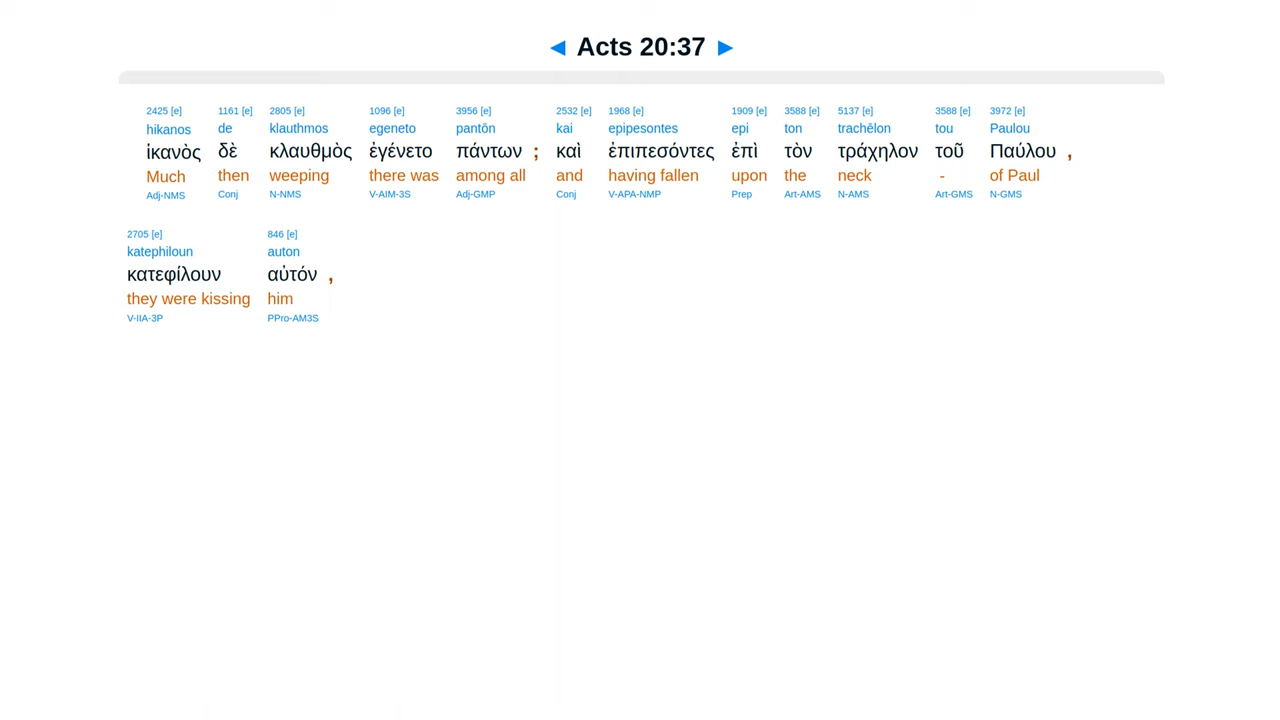 ◄ Acts 20:37 ►
2425 [e] 1161 [e] 2805 [e] 1096 [e] 3956 [e] 2532 [e] 1968 [e] 1909 [e] 3588 [e] 5137 [e] 3588 [e] 3972 [e]
hikanos de klauthmos egeneto pantōn kai epipesontes epi ton trachēlon tou Paulou
ἱκανὸς δὲ κλαυθμὸς ἐγένετο πάντων ; καὶ ἐπιπεσόντες ἐπὶ τὸν τράχηλον τοῦ Παύλου ,
Much then weeping there was among all and having fallen upon the neck - of Paul
Adj-NMS Conj N-NMS V-AIM-3S Adj-GMP Conj V-APA-NMP Prep Art-AMS N-AMS Art-GMS N-GMS
2705 [e] 846 [e]
katephiloun auton
κατεφίλουν αὐτόν ,
they were kissing him
V-IIA-3P PPro-AM3S